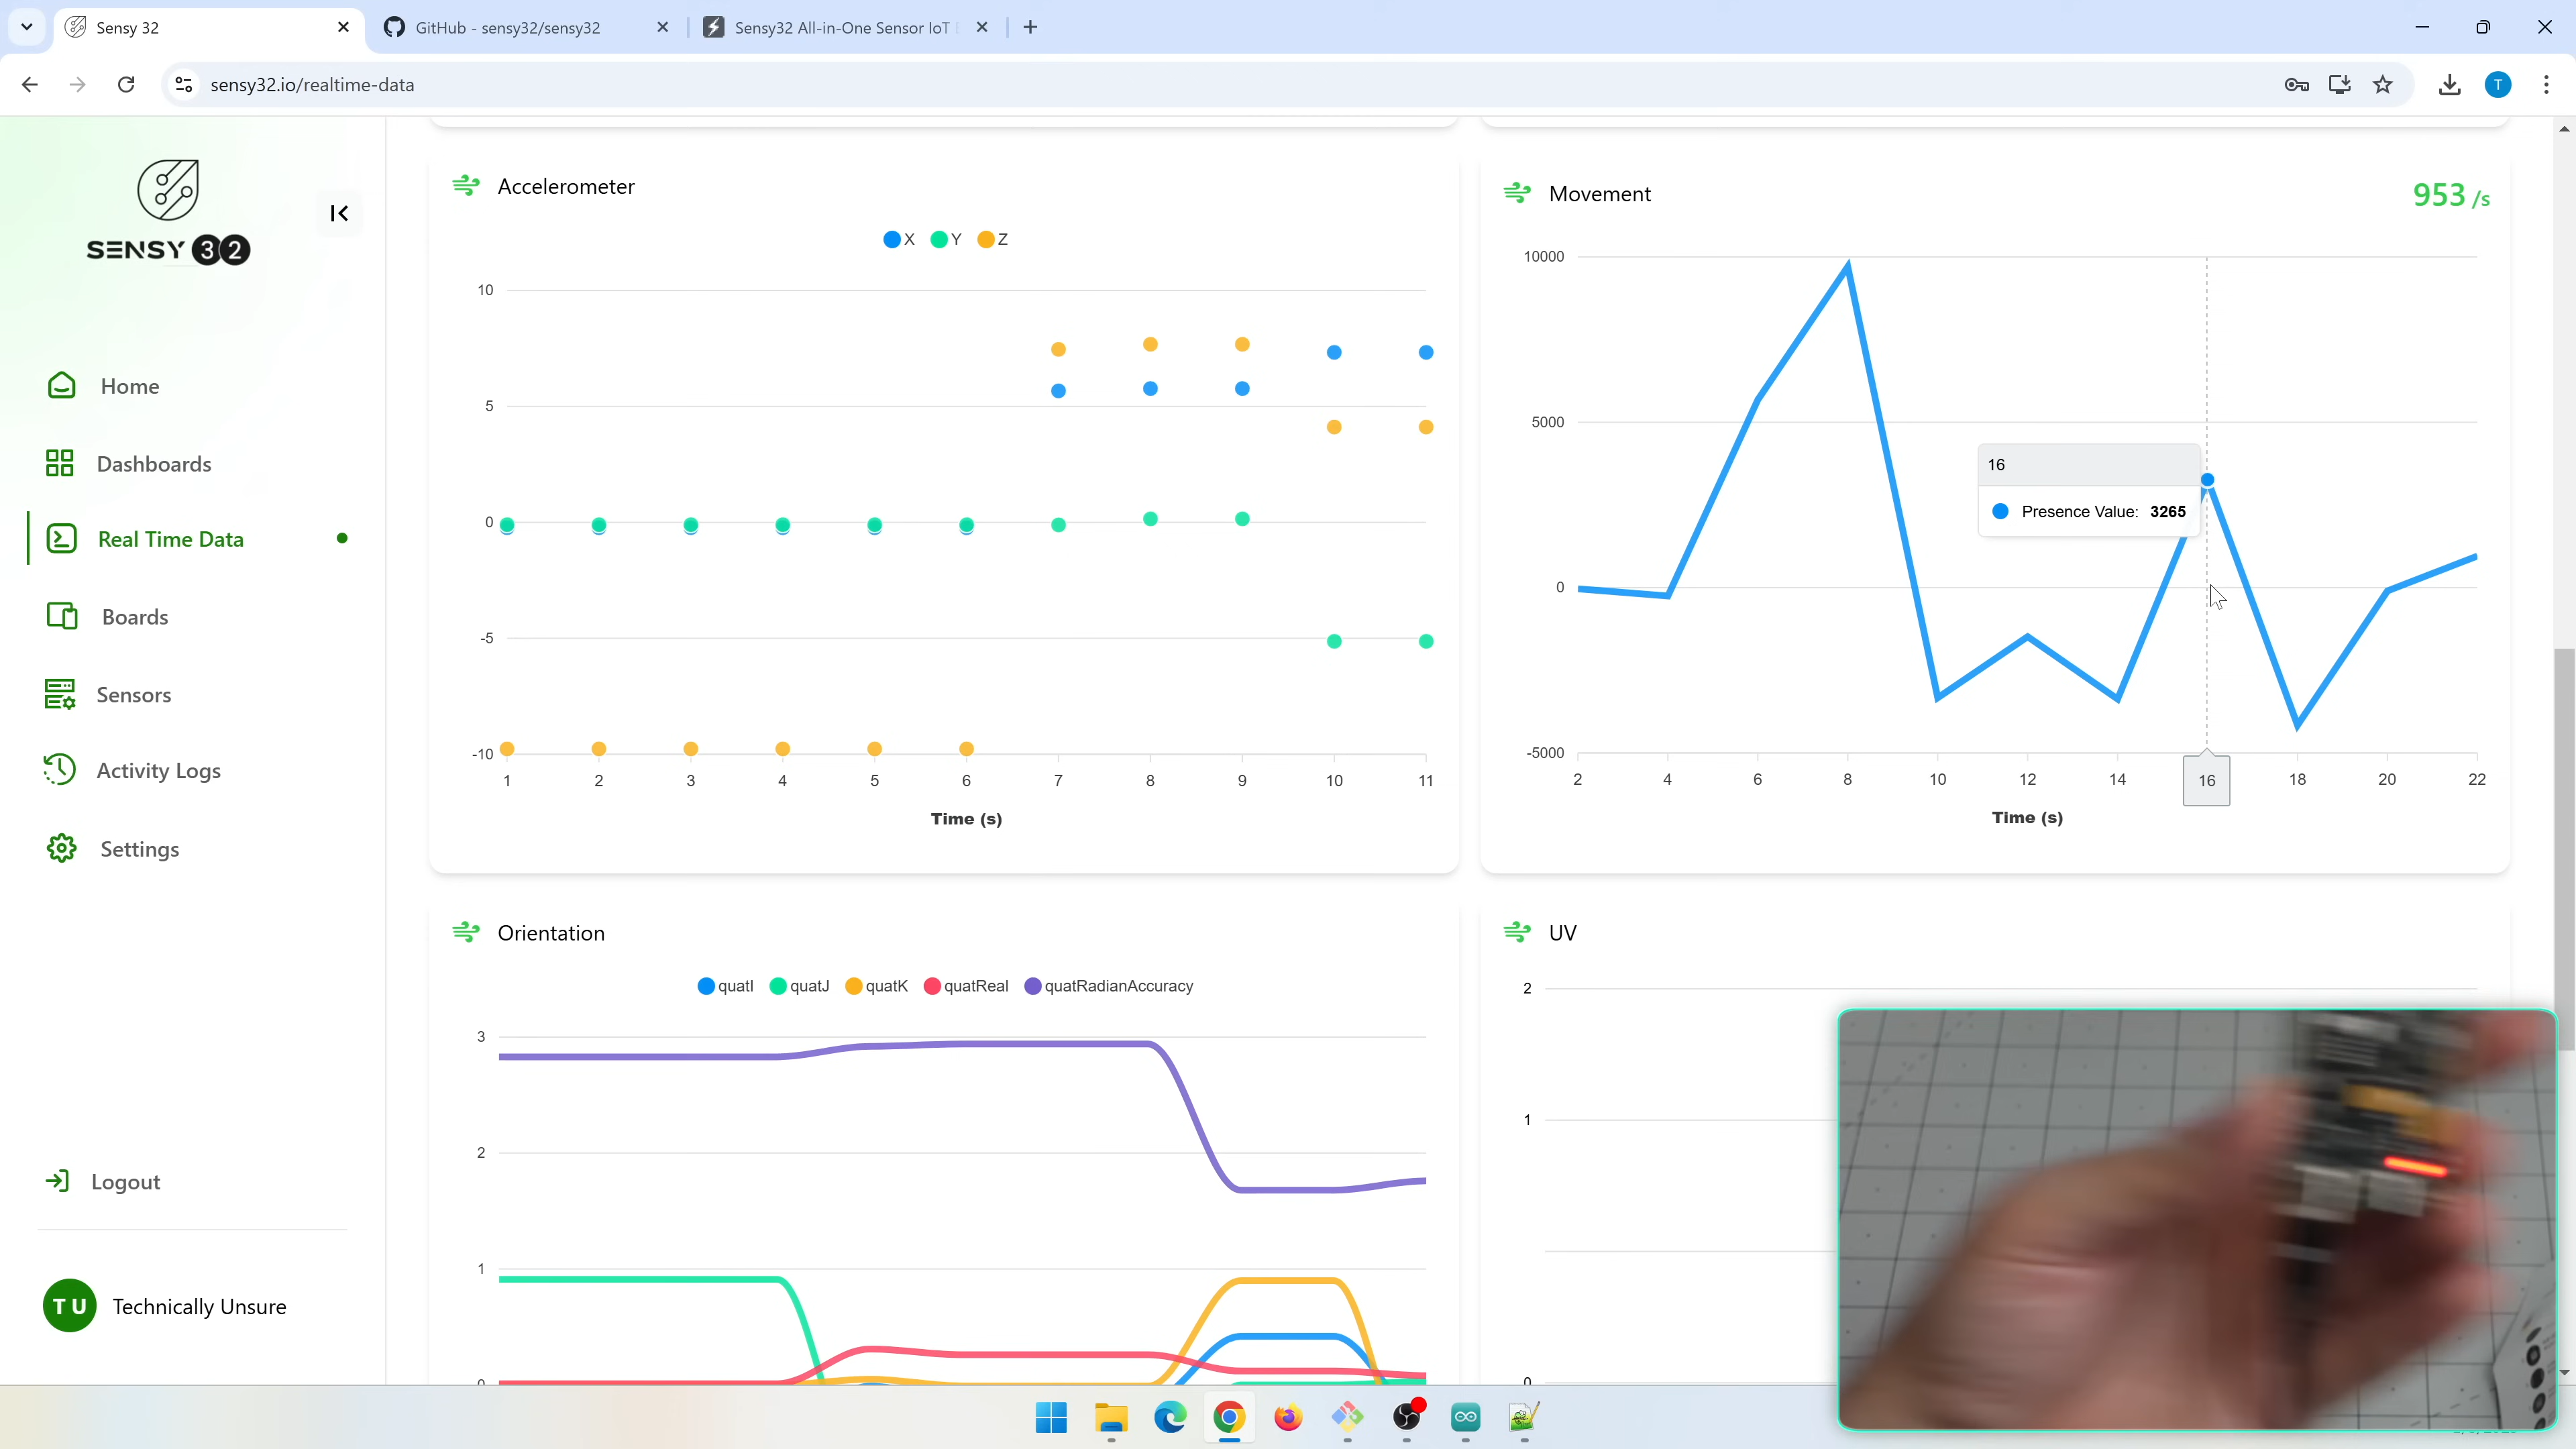 Sensy 32
GitHub - sensy32/sensy32
Sensy32 All-in-One Sensor IoT
sensy32.io/realtime-data
T
SENSY 32
Home
Dashboards
Real Time Data
Boards
Sensors
Activity Logs
Settings
Logout
T U
Technically Unsure
Accelerometer
X Y Z
10
5
0
-5
-10
1 2 3 4 5 6 7 8 9 10 11
Time (s)
Movement
953 /s
10000
5000
0
-5000
16
Presence Value: 3265
2 4 6 8 10 12 14 16 18 20 22
Time (s)
Orientation
quatI quatJ quatK quatReal quatRadianAccuracy
3
2
1
0
UV
2
1
0